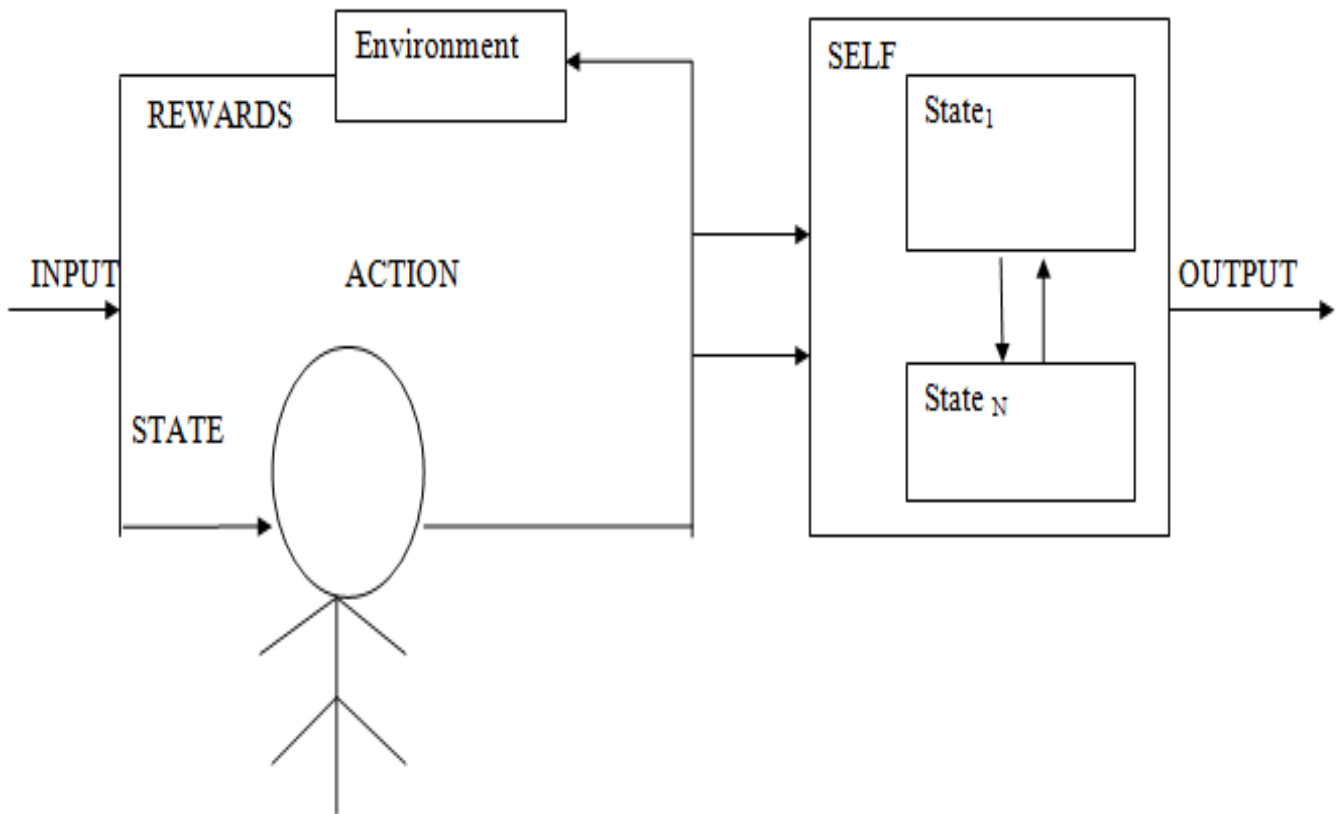 Environment
SELF
REWARDS
State1
INPUT
ACTION
OUTPUT
State N
STATE